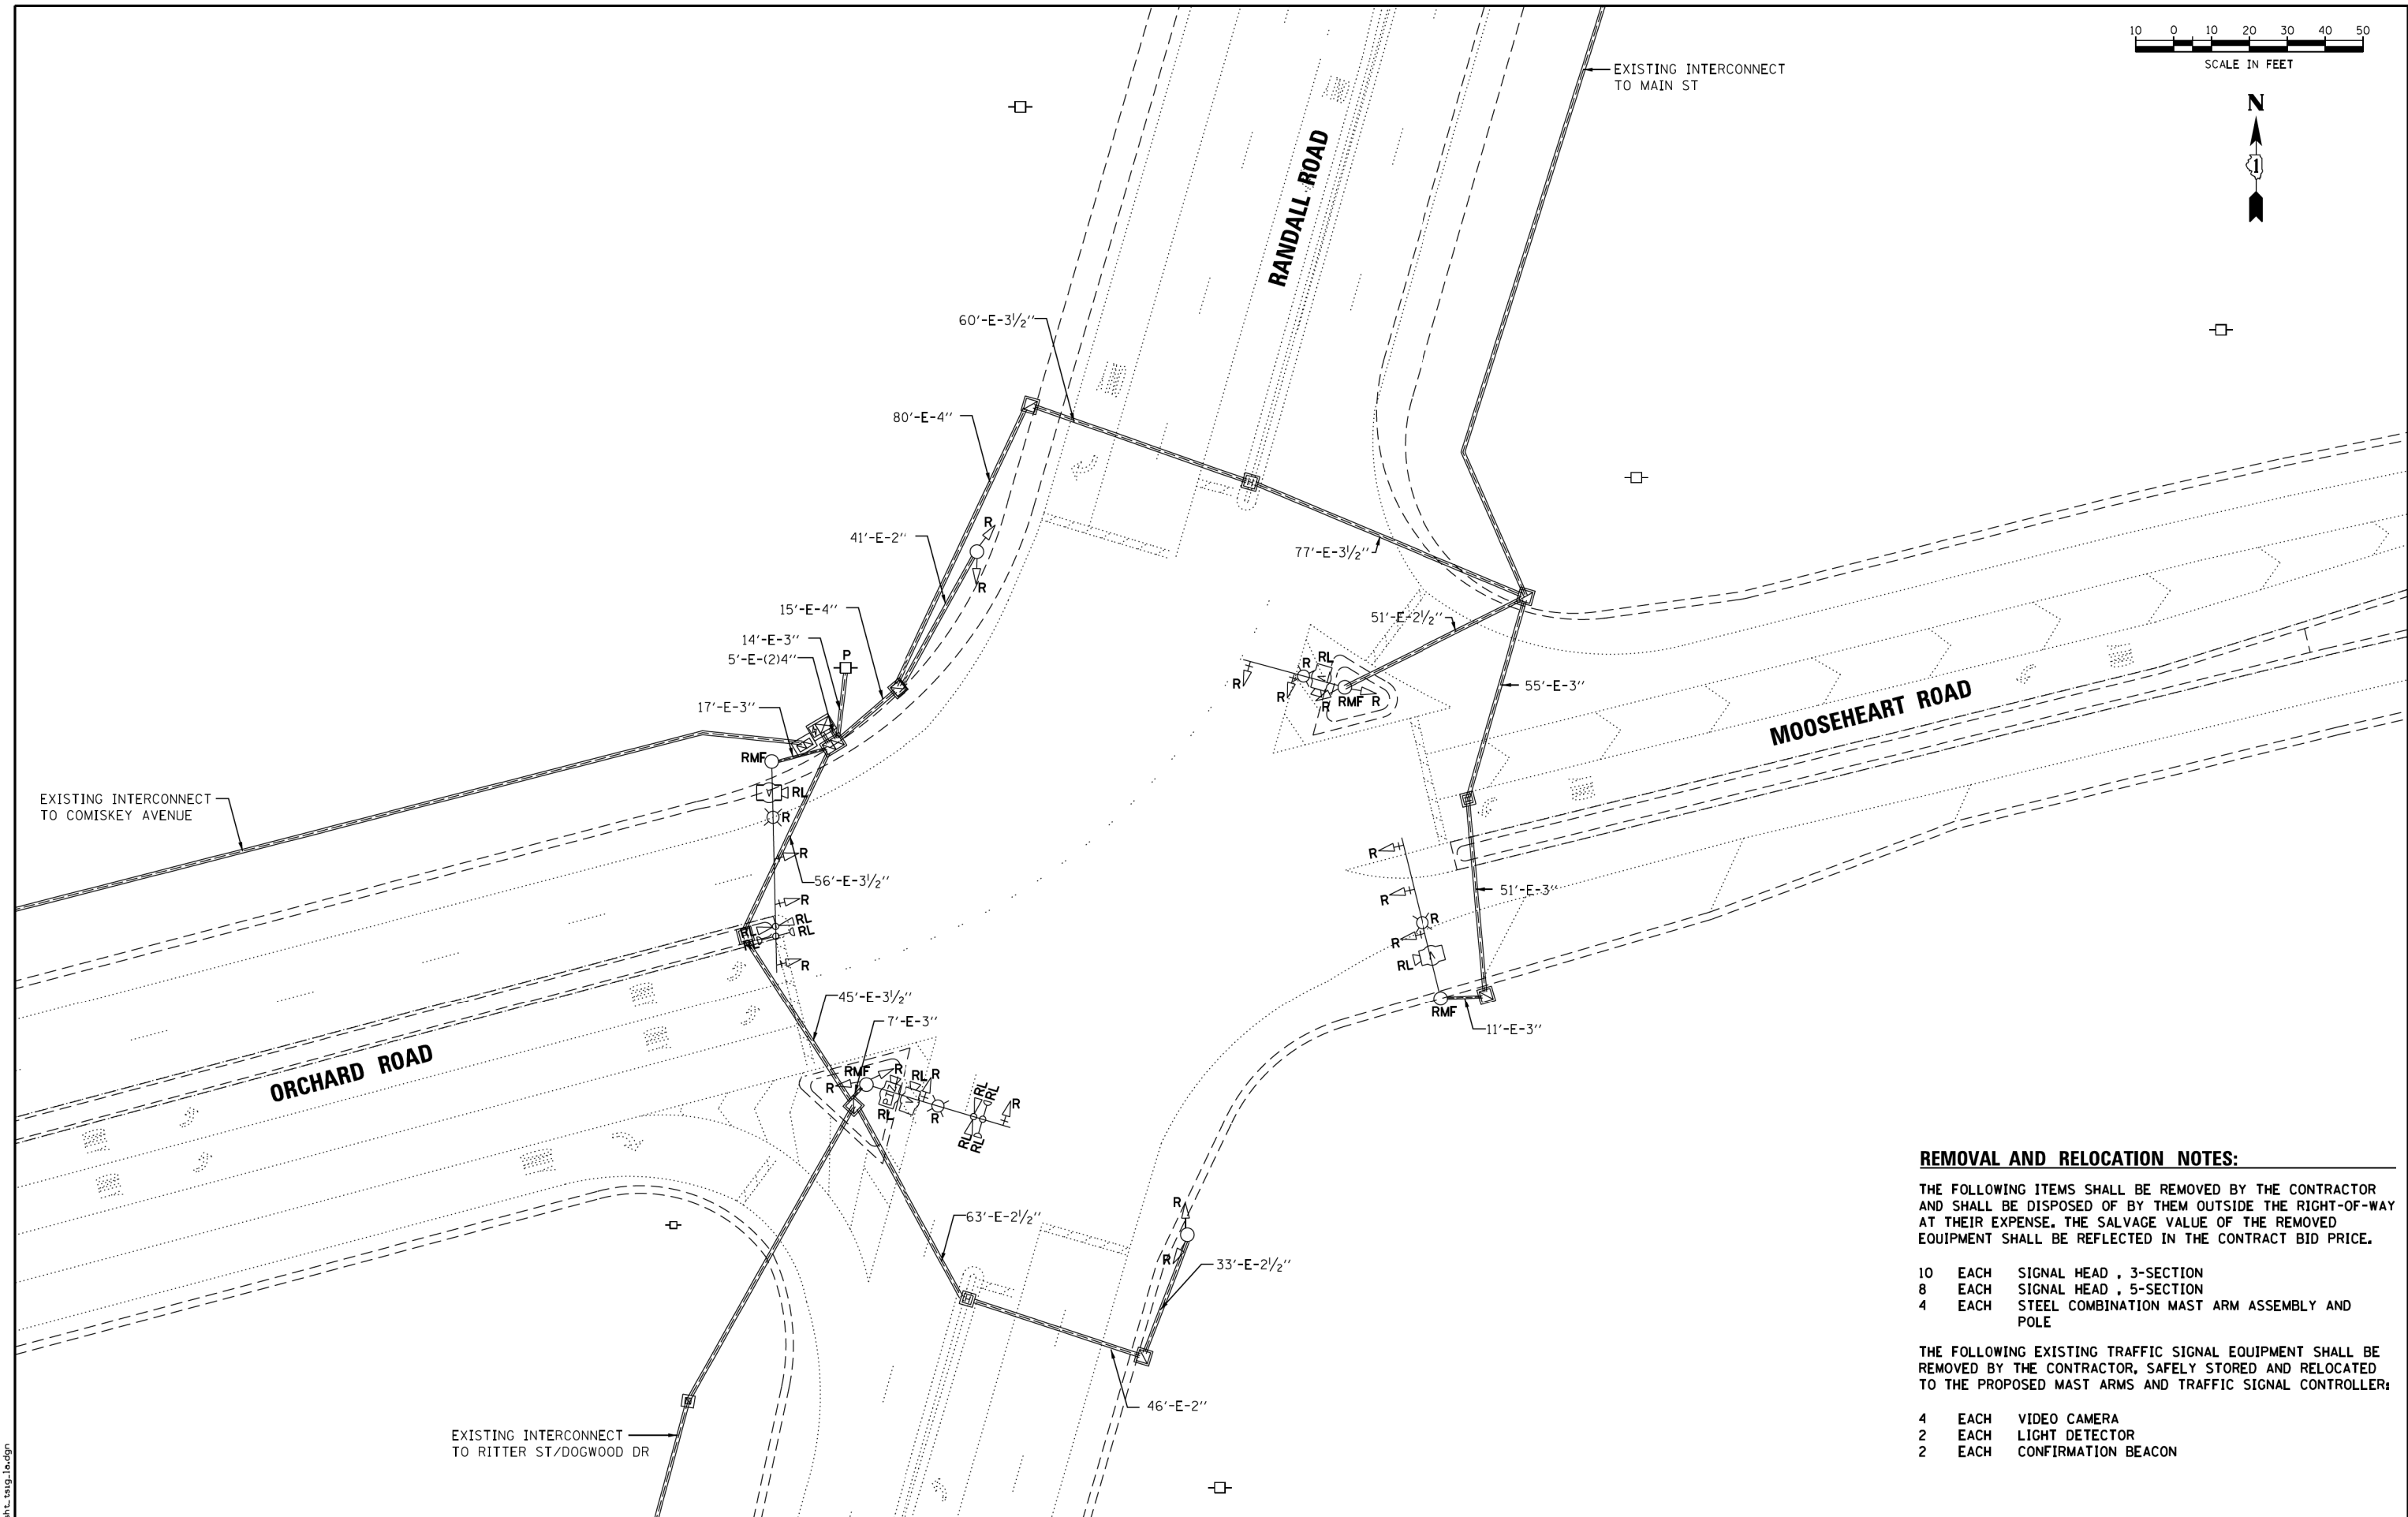 10 0 10 20 30 40 50
SCALE IN FEET
N
1
EXISTING INTERCONNECT
TO MAIN ST
RANDALL ROAD
60'-E-3½"
80'-E-4"
R
41'-E-2"
R
77'-E-3½"
15'-E-4"
14'-E-3"
5'-E-(2)4"
P
51'-E-2½"
H
R
RL
R
R
R
RMF
R
17'-E-3"
55'-E-3"
MOOSEHEART ROAD
RMF
RL
V
R
EXISTING INTERCONNECT
TO COMISKEY AVENUE
R
56'-E-3½"
R
R
R
51'-E-3"
R
RL
RL
RL
RL
R
R
R
RL
V
RMF
11'-E-3"
45'-E-3½"
7'-E-3"
ORCHARD ROAD
RMF
R
R
RL
R
PTZ
V
RL
R
RL
RL
R
RL
RL
R
R
63'-E-2½"
33'-E-2½"
46'-E-2"
EXISTING INTERCONNECT
TO RITTER ST/DOGWOOD DR
REMOVAL AND RELOCATION NOTES:
THE FOLLOWING ITEMS SHALL BE REMOVED BY THE CONTRACTOR
AND SHALL BE DISPOSED OF BY THEM OUTSIDE THE RIGHT-OF-WAY
AT THEIR EXPENSE. THE SALVAGE VALUE OF THE REMOVED
EQUIPMENT SHALL BE REFLECTED IN THE CONTRACT BID PRICE.
10 EACH SIGNAL HEAD , 3-SECTION
8 EACH SIGNAL HEAD , 5-SECTION
4 EACH STEEL COMBINATION MAST ARM ASSEMBLY AND
POLE
THE FOLLOWING EXISTING TRAFFIC SIGNAL EQUIPMENT SHALL BE
REMOVED BY THE CONTRACTOR, SAFELY STORED AND RELOCATED
TO THE PROPOSED MAST ARMS AND TRAFFIC SIGNAL CONTROLLER:
4 EACH VIDEO CAMERA
2 EACH LIGHT DETECTOR
2 EACH CONFIRMATION BEACON